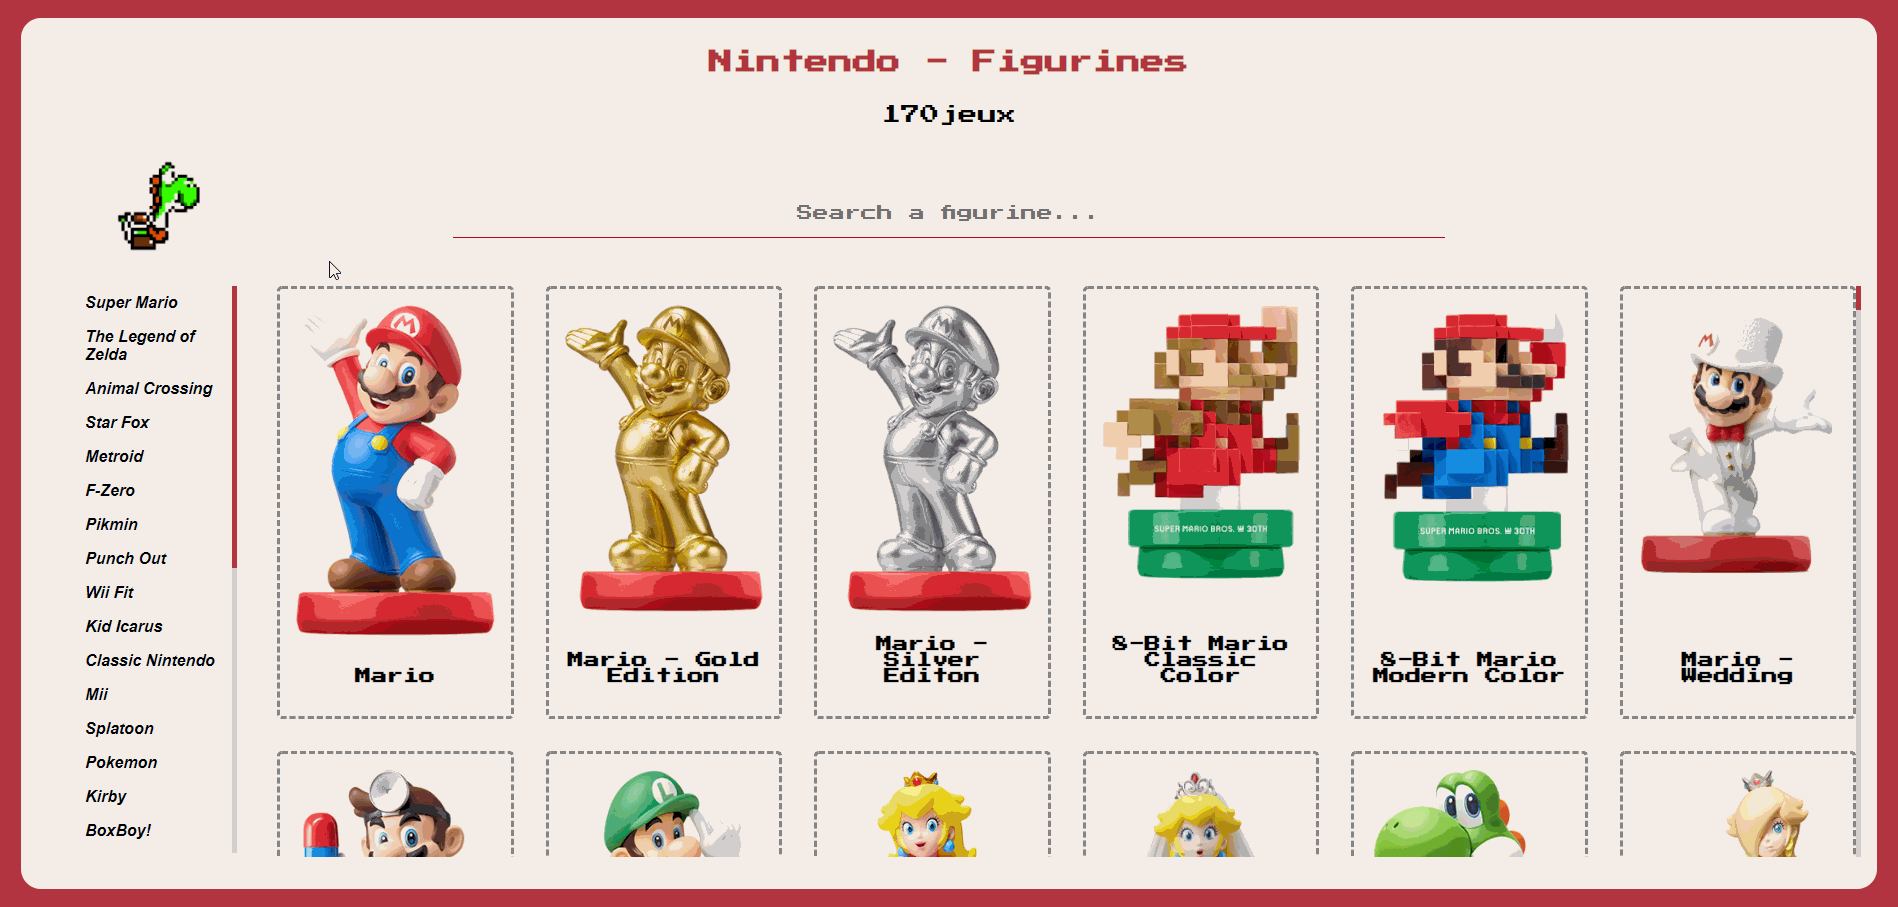 Nintendo - Figurines
170 jeux
Search a figurine...
Super Mario
The Legend of
Zelda
Animal Crossing
Star Fox
Metroid
F-Zero
Pikmin
Punch Out
Wii Fit
Kid Icarus
Classic Nintendo
Mii
Splatoon
Pokemon
Kirby
BoxBoy!
M
M
M
M
SUPER MARIO BROS. 30TH
SUPER MARIO BROS. 30TH
Mario
Mario - Gold
Edition
Mario -
Silver
Editon
8-Bit Mario
Classic
Color
8-Bit Mario
Modern Color
Mario -
Wedding
L